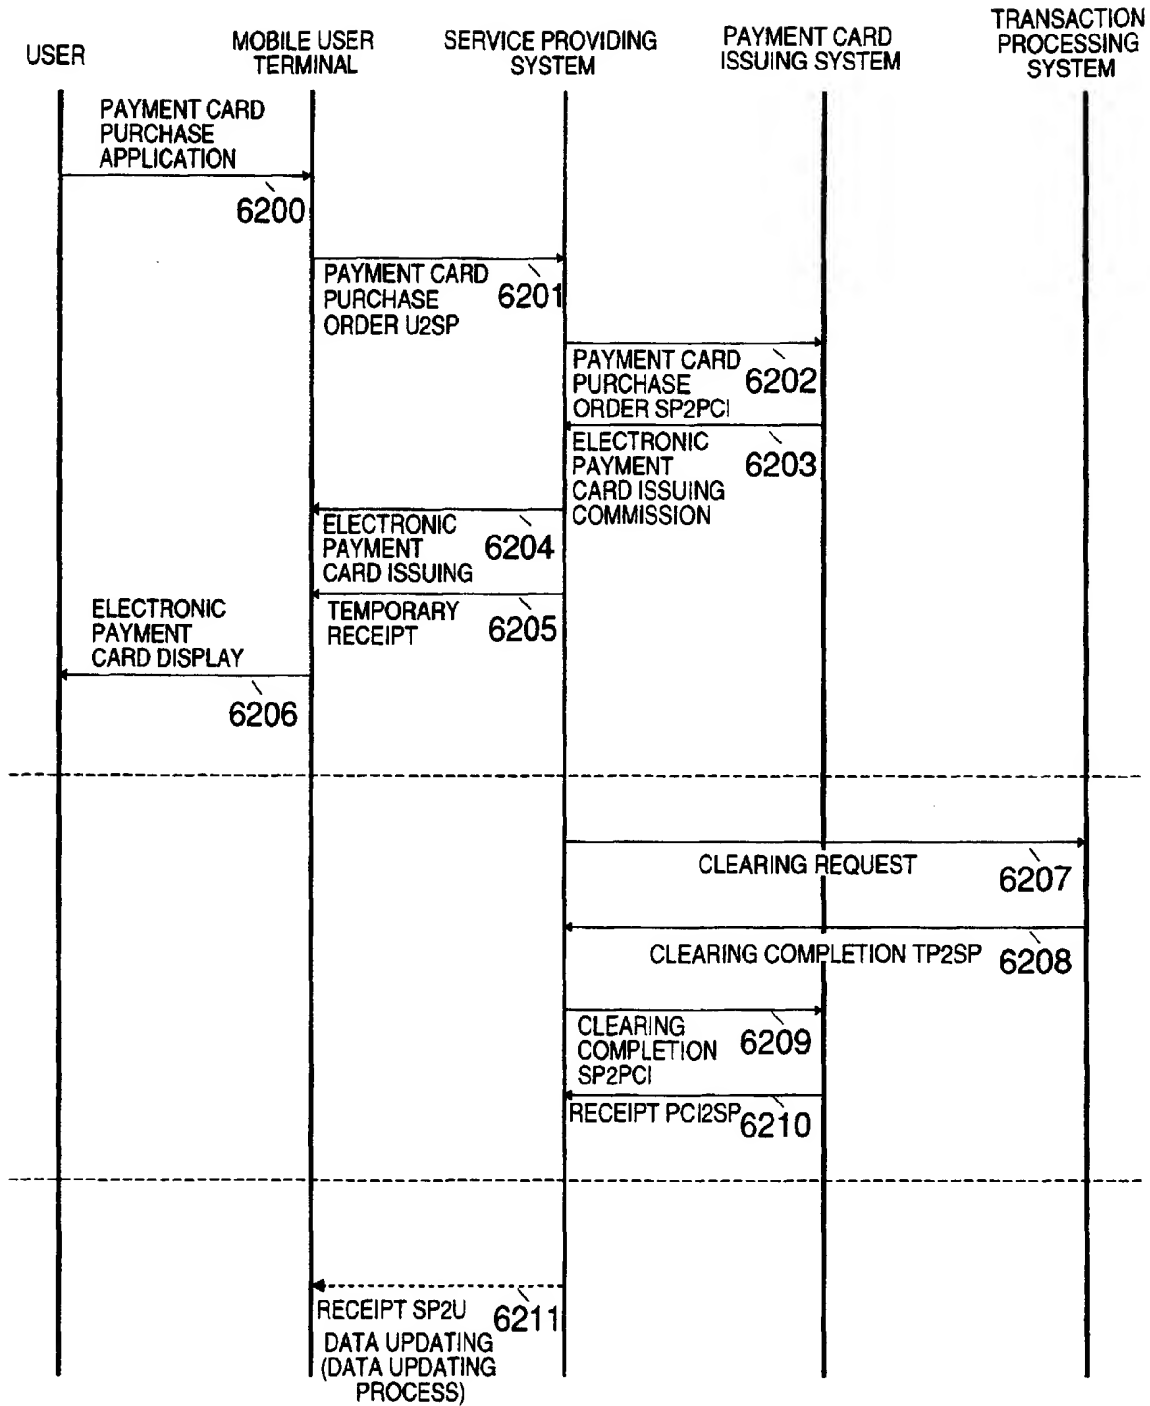 USER
MOBILE USER
TERMINAL
SERVICE PROVIDING
SYSTEM
PAYMENT CARD
ISSUING SYSTEM
TRANSACTION
PROCESSING
SYSTEM
PAYMENT CARD
PURCHASE
APPLICATION
6200
PAYMENT CARD
PURCHASE
ORDER U2SP
6201
PAYMENT CARD
PURCHASE
ORDER SP2PCI
6202
ELECTRONIC
PAYMENT
CARD ISSUING
COMMISSION
6203
ELECTRONIC
PAYMENT
CARD ISSUING
6204
TEMPORARY
RECEIPT
6205
ELECTRONIC
PAYMENT
CARD DISPLAY
6206
CLEARING REQUEST
6207
CLEARING COMPLETION TP2SP
6208
CLEARING
COMPLETION
SP2PCI
6209
RECEIPT PCI2SP
6210
RECEIPT SP2U
6211
DATA UPDATING
(DATA UPDATING
PROCESS)